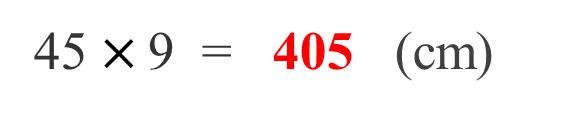 45 × 9 = 405 (cm)